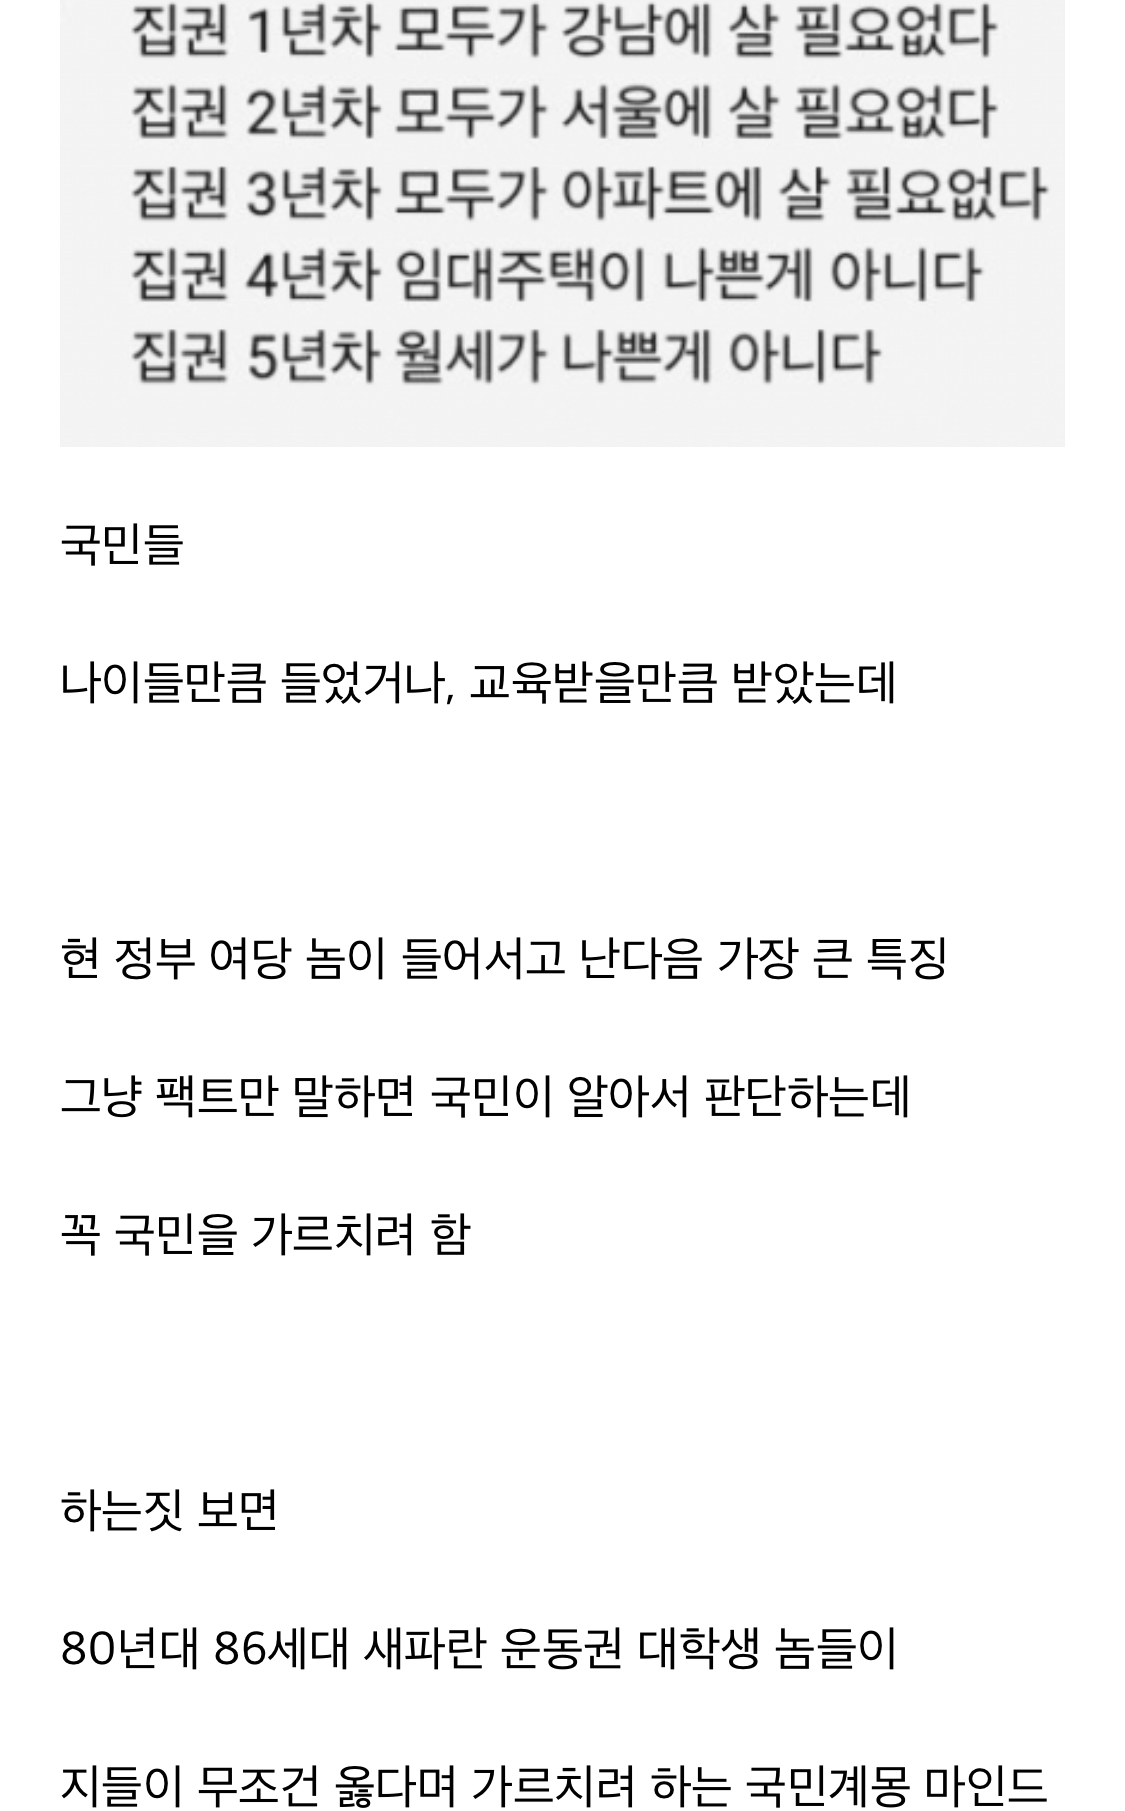 집권 1년차 모두가 강남에 살 필요없다
집권 2년차 모두가 서울에 살 필요없다
집권 3년차 모두가 아파트에 살 필요없다
집권 4년차 임대주택이 나쁜게 아니다
집권 5년차 월세가 나쁜게 아니다
국민들
나이들만큼 들었거나, 교육받을만큼 받았는데
현 정부 여당 놈이 들어서고 난다음 가장 큰 특징
그냥 팩트만 말하면 국민이 알아서 판단하는데
꼭 국민을 가르치려 함
하는짓 보면
80년대 86세대 새파란 운동권 대학생 놈들이
지들이 무조건 옳다며 가르치려 하는 국민계몽 마인드